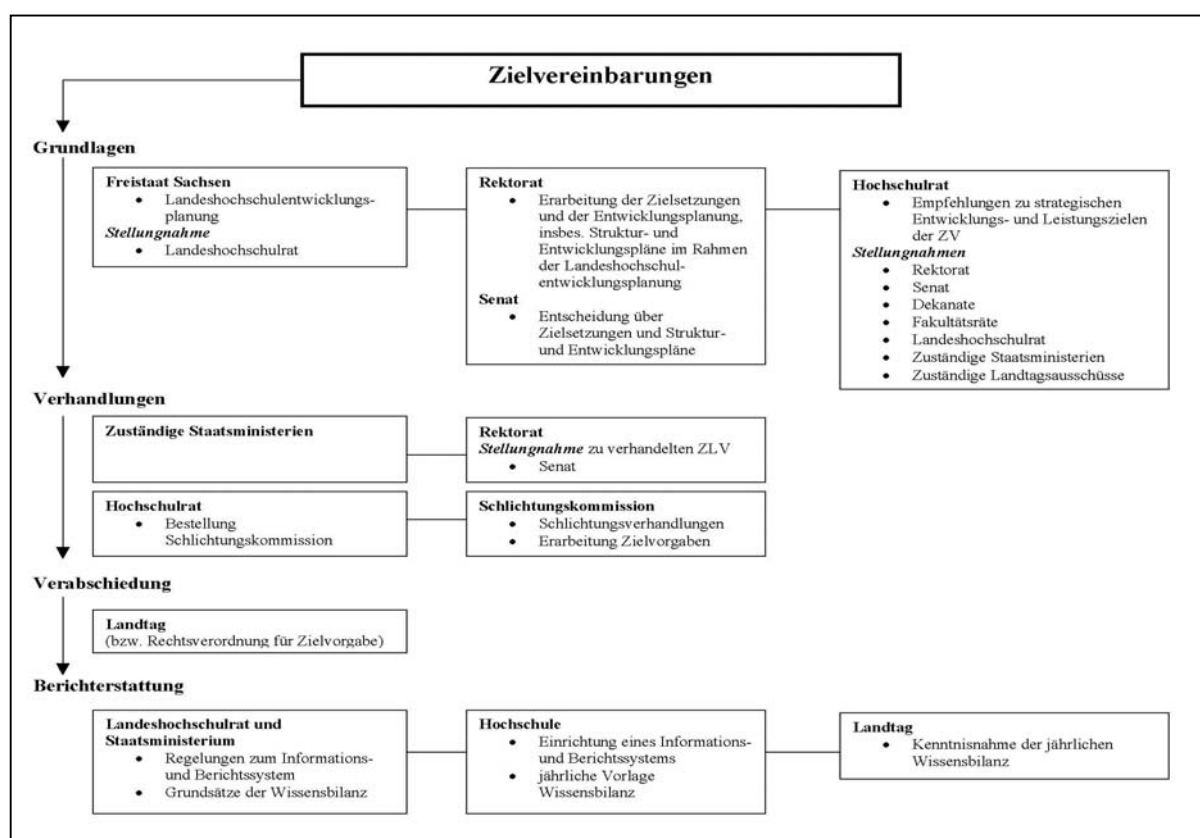 Zielvereinbarungen
Grundlagen
Freistaat Sachsen
• Landeshochschulentwicklungs-
planung
Stellungnahme
• Landeshochschulrat
Rektorat
• Erarbeitung der Zielsetzungen
und der Entwicklungsplanung,
insbes. Struktur- und
Entwicklungspläne im Rahmen
der Landeshochschul-
entwicklungsplanung
Senat
• Entscheidung über
Zielsetzungen und Struktur-
und Entwicklungspläne
Hochschulrat
• Empfehlungen zu strategischen
Entwicklungs- und Leistungszielen
der ZV
Stellungnahmen
• Rektorat
• Senat
• Dekanate
• Fakultätsräte
• Landeshochschulrat
• Zuständige Staatsministerien
• Zuständige Landtagsausschüsse
Verhandlungen
Zuständige Staatsministerien
Rektorat
Stellungnahme zu verhandelten ZLV
• Senat
Hochschulrat
• Bestellung
Schlichtungskommission
Schlichtungskommission
• Schlichtungsverhandlungen
• Erarbeitung Zielvorgaben
Verabschiedung
Landtag
(bzw. Rechtsverordnung für Zielvorgabe)
Berichterstattung
Landeshochschulrat und
Staatsministerium
• Regelungen zum Informations-
und Berichtssystem
• Grundsätze der Wissensbilanz
Hochschule
• Einrichtung eines Informations-
und Berichtssystems
• jährliche Vorlage
Wissensbilanz
Landtag
• Kenntnisnahme der jährlichen
Wissensbilanz